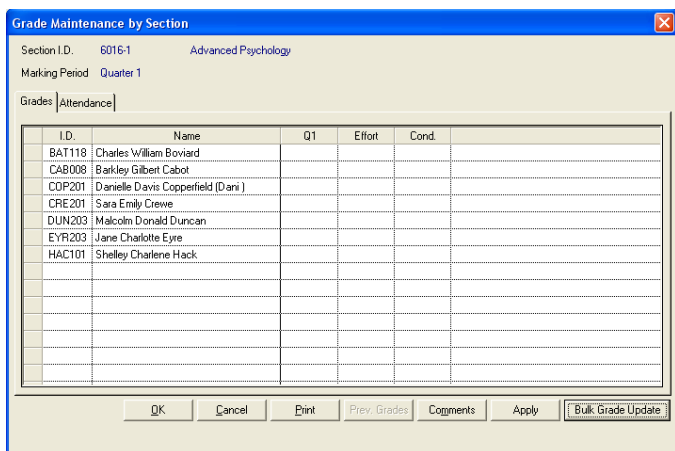 Grade Maintenance by Section
Section I.D. 6016-1 Advanced Psychology
Marking Period Quarter 1
Grades Attendance
I.D. Name Q1 Effort Cond.
BAT118 Charles William Boviard
CAB008 Barkley Gilbert Cabot
COP201 Danielle Davis Copperfield (Dani )
CRE201 Sara Emily Crewe
DUN203 Malcolm Donald Duncan
EYR203 Jane Charlotte Eyre
HAC101 Shelley Charlene Hack
OK Cancel Print Prev. Grades Comments Apply Bulk Grade Update